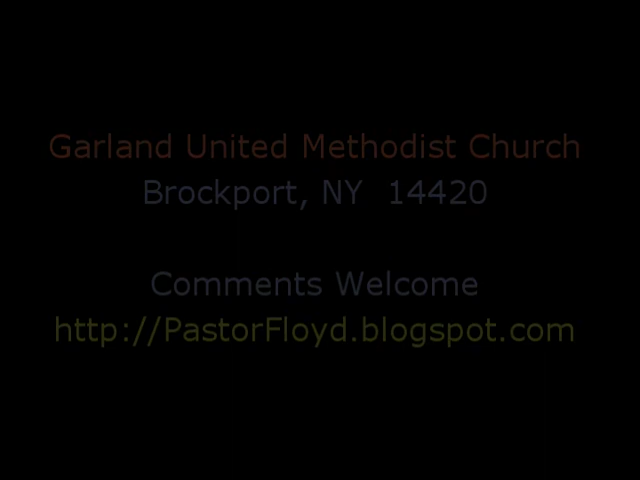 Garland United Methodist Church
Brockport, NY  14420
Comments Welcome
http://PastorFloyd.blogspot.com